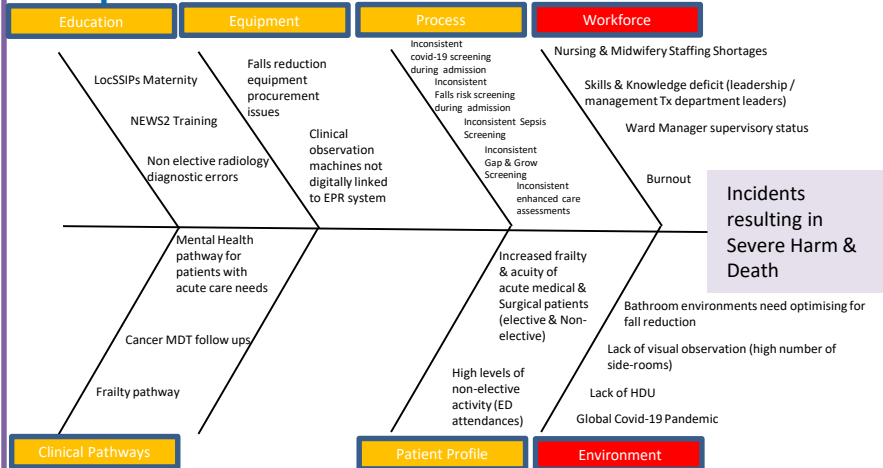 Education
Equipment
Process
Workforce
LocSSIPs Maternity
NEWS2 Training
Non elective radiology
diagnostic errors
Falls reduction
equipment
procurement
issues
Clinical
observation
machines not
digitally linked
to EPR system
Inconsistent
covid-19 screening
during admission
Inconsistent
Falls risk screening
during admission
Inconsistent Sepsis
Screening
Inconsistent
Gap & Grow
Screening
Inconsistent
enhanced care
assessments
Nursing & Midwifery Staffing Shortages
Skills & Knowledge deficit (leadership /
management Tx department leaders)
Ward Manager supervisory status
Burnout
Incidents
resulting in
Severe Harm &
Death
Mental Health
pathway for
patients with
acute care needs
Cancer MDT follow ups
Frailty pathway
Increased frailty
& acuity of
acute medical &
Surgical patients
(elective & Non-
elective)
High levels of
non-elective
activity (ED
attendances)
Bathroom environments need optimising for
fall reduction
Lack of visual observation (high number of
side-rooms)
Lack of HDU
Global Covid-19 Pandemic
Clinical Pathways
Patient Profile
Environment